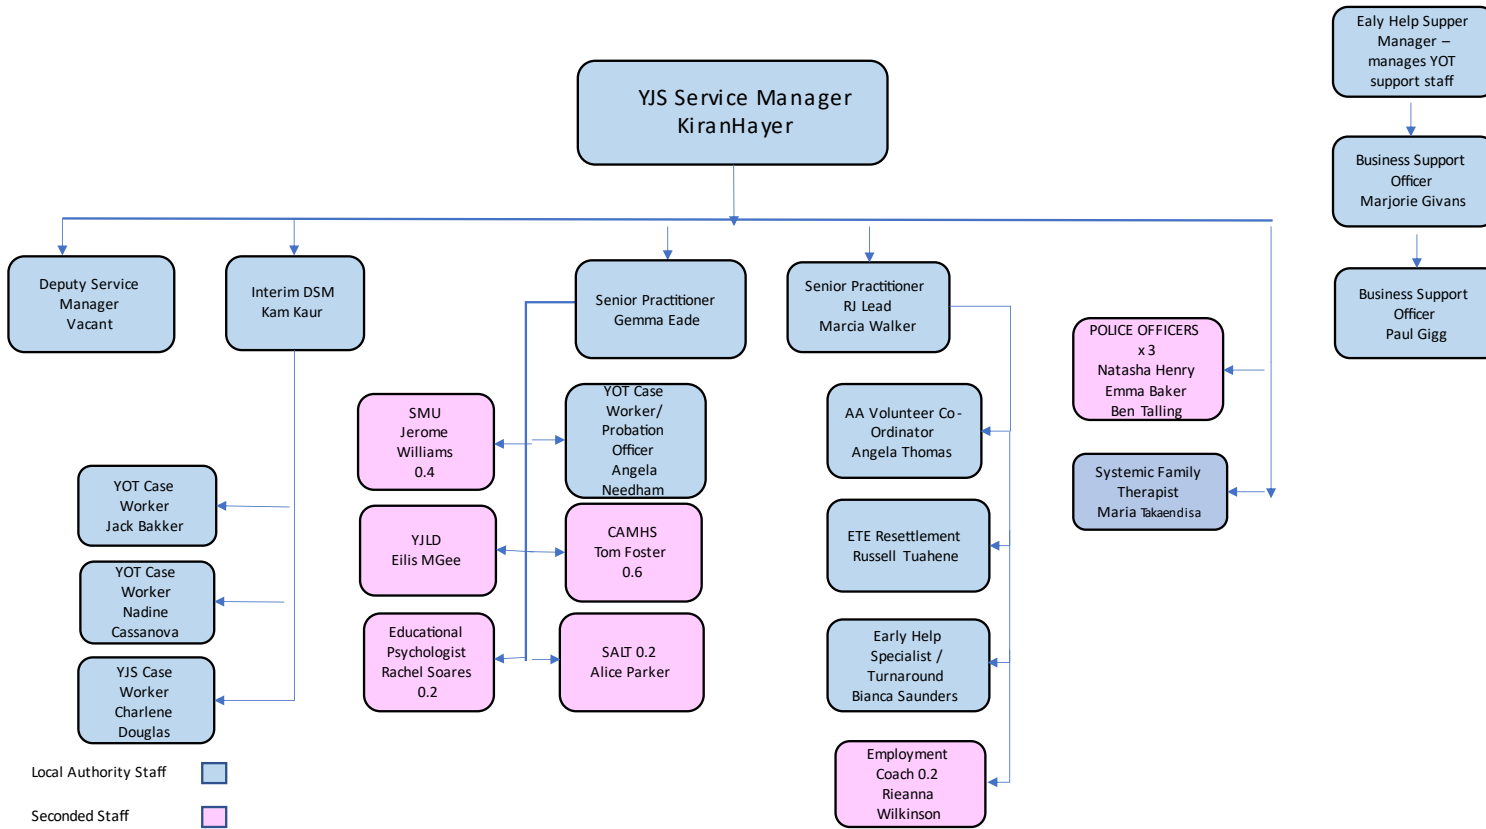 Ealy Help Supper
Manager –
manages YOT
support staff
YJS Service Manager
KiranHayer
Business Support
Officer
Marjorie Givans
Business Support
Officer
Paul Gigg
Deputy Service
Manager
Vacant
Interim DSM
Kam Kaur
Senior Practitioner
Gemma Eade
Senior Practitioner
RJ Lead
Marcia Walker
POLICE OFFICERS
x 3
Natasha Henry
Emma Baker
Ben Talling
Systemic Family
Therapist
Maria Takaendisa
YOT Case
Worker
Jack Bakker
YOT Case
Worker
Nadine
Cassanova
YJS Case
Worker
Charlene
Douglas
SMU
Jerome
Williams
0.4
YOT Case
Worker/
Probation
Officer
Angela
Needham
YJLD
Eilis MGee
CAMHS
Tom Foster
0.6
Educational
Psychologist
Rachel Soares
0.2
SALT 0.2
Alice Parker
AA Volunteer Co-
Ordinator
Angela Thomas
ETE Resettlement
Russell Tuahene
Early Help
Specialist /
Turnaround
Bianca Saunders
Employment
Coach 0.2
Rieanna
Wilkinson
Local Authority Staff
Seconded Staff